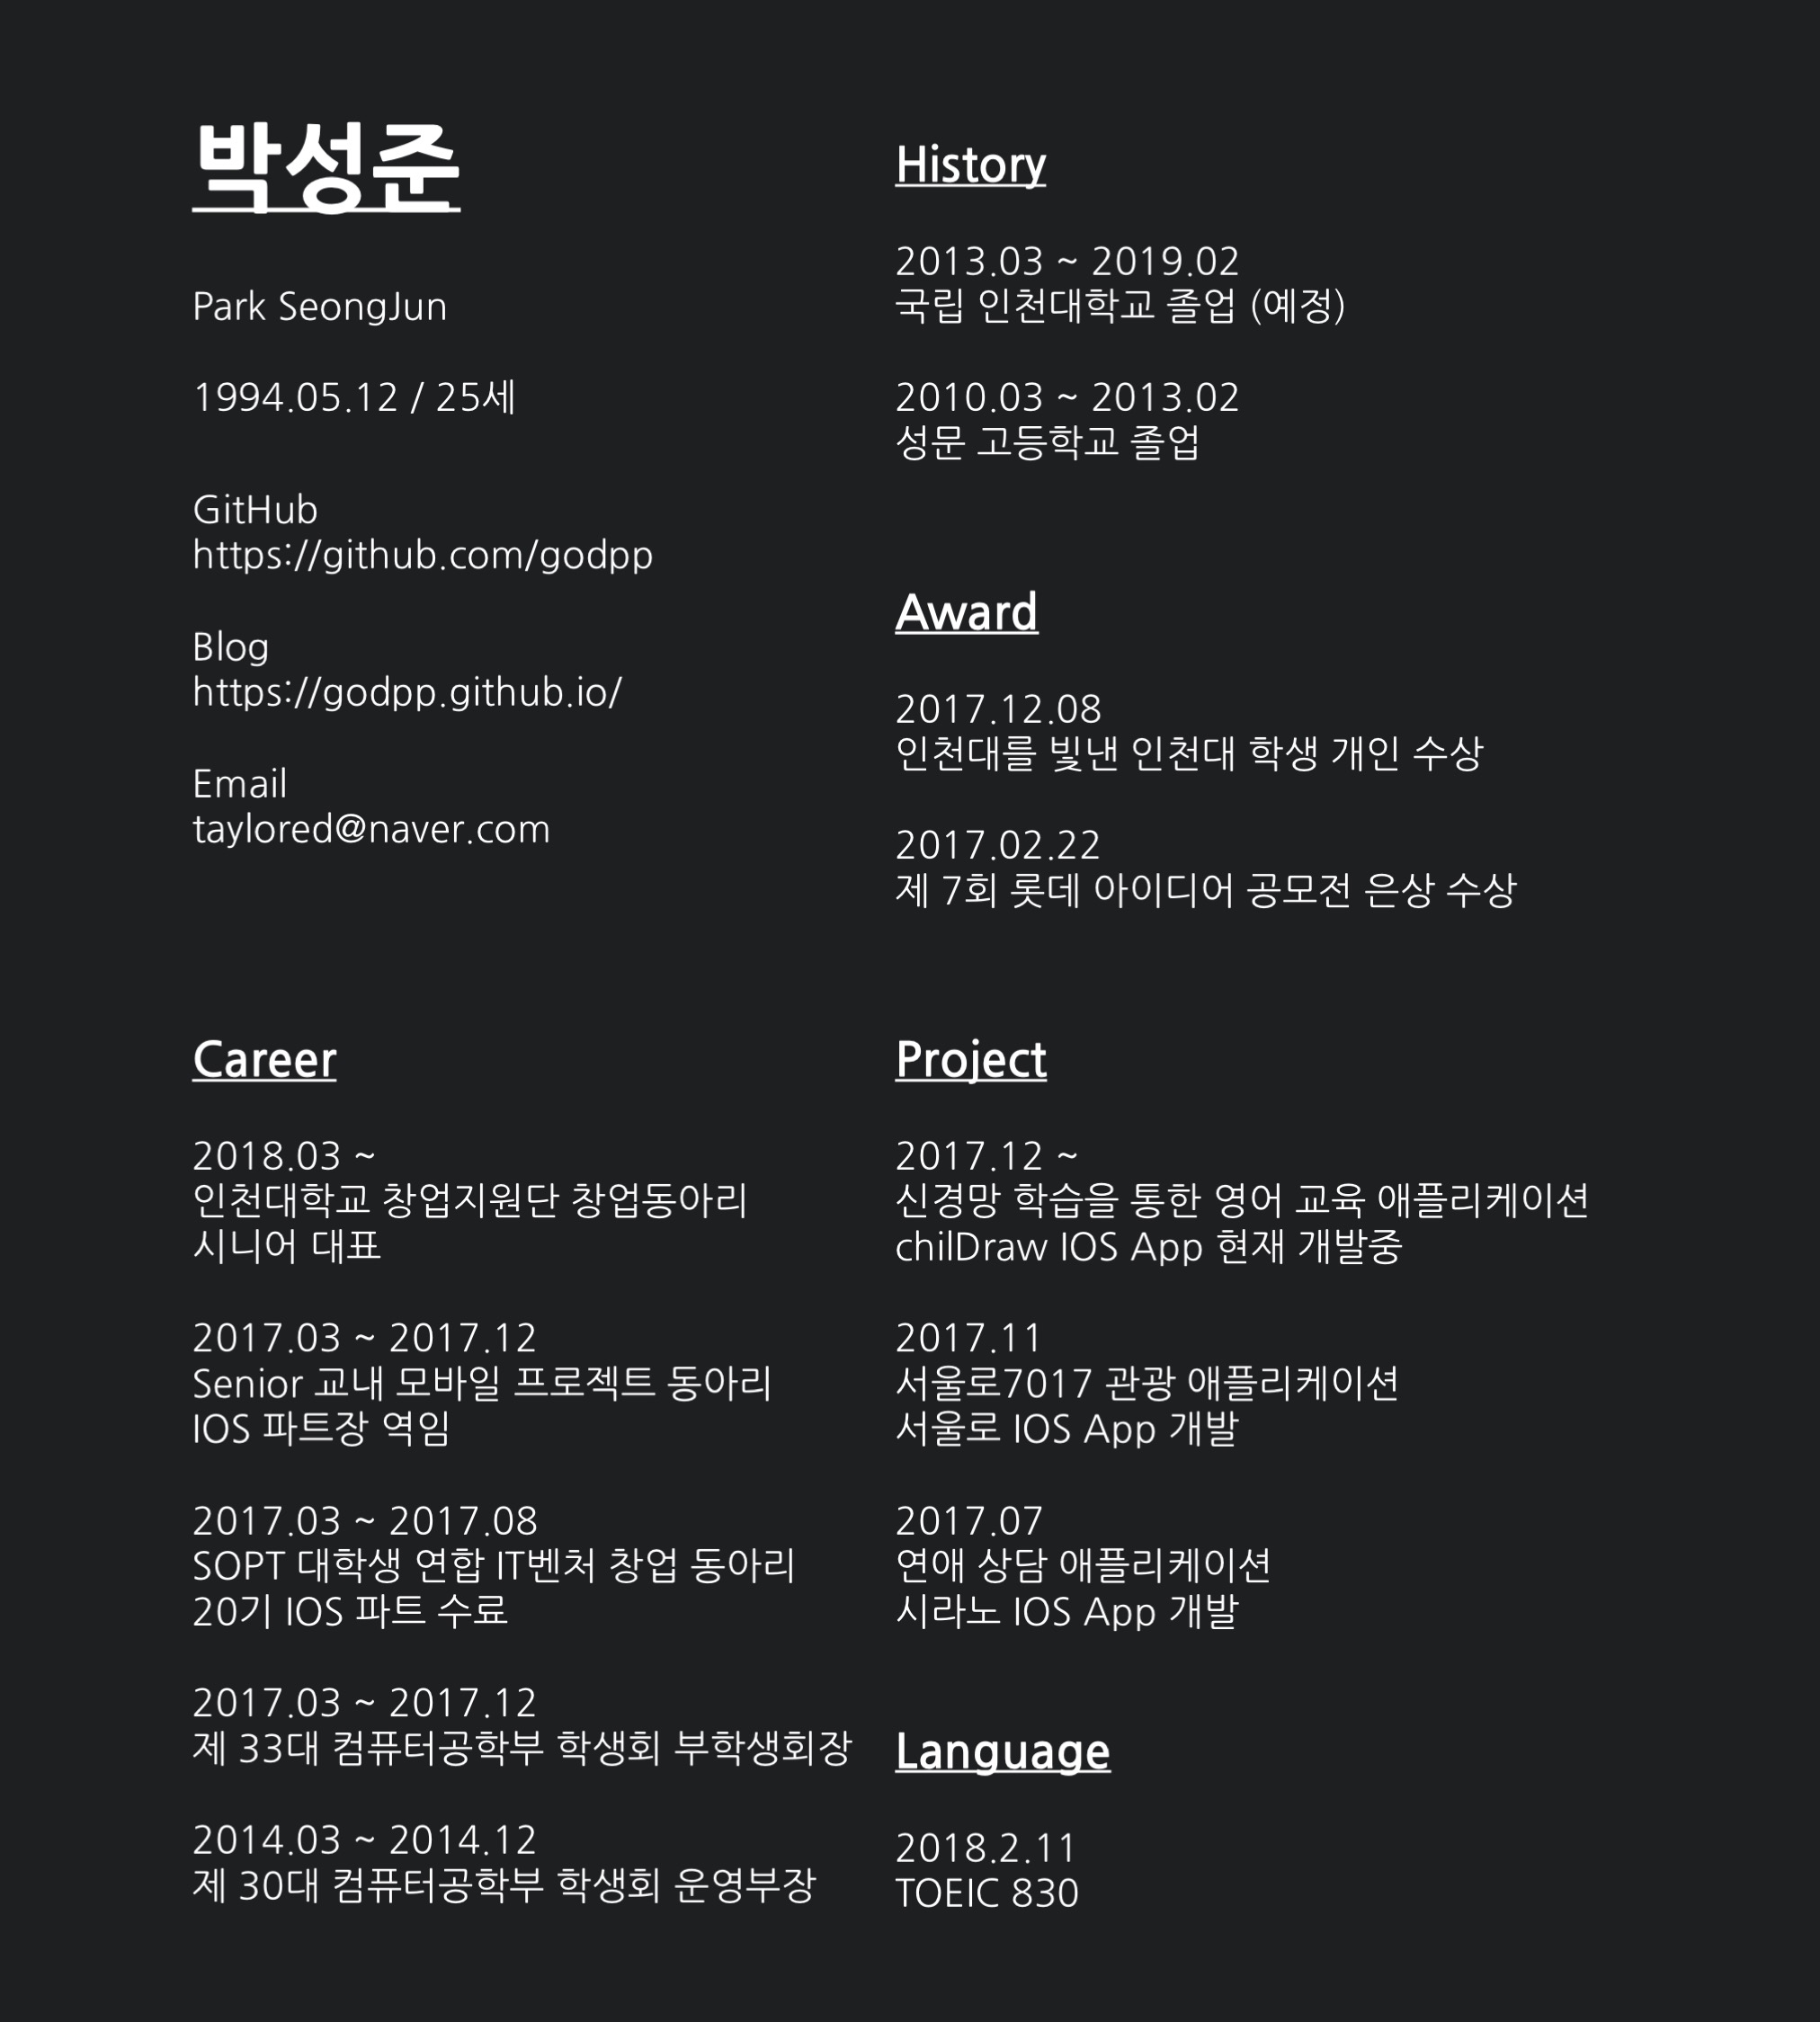 박성준
Park SeongJun
1994.05.12 / 25세
GitHub
https://github.com/godpp
Blog
https://godpp.github.io/
Email
taylored@naver.com
History
2013.03 ~ 2019.02
국립 인천대학교 졸업 (예정)
2010.03 ~ 2013.02
성문 고등학교 졸업
Award
2017.12.08
인천대를 빛낸 인천대 학생 개인 수상
2017.02.22
제 7회 롯데 아이디어 공모전 은상 수상
Career
2018.03 ~
인천대학교 창업지원단 창업동아리
시니어 대표
2017.03 ~ 2017.12
Senior 교내 모바일 프로젝트 동아리
IOS 파트장 역임
2017.03 ~ 2017.08
SOPT 대학생 연합 IT벤처 창업 동아리
20기 IOS 파트 수료
2017.03 ~ 2017.12
제 33대 컴퓨터공학부 학생회 부학생회장
2014.03 ~ 2014.12
제 30대 컴퓨터공학부 학생회 운영부장
Project
2017.12 ~
신경망 학습을 통한 영어 교육 애플리케이션
chilDraw IOS App 현재 개발중
2017.11
서울로7017 관광 애플리케이션
서울로 IOS App 개발
2017.07
연애 상담 애플리케이션
시라노 IOS App 개발
Language
2018.2.11
TOEIC 830